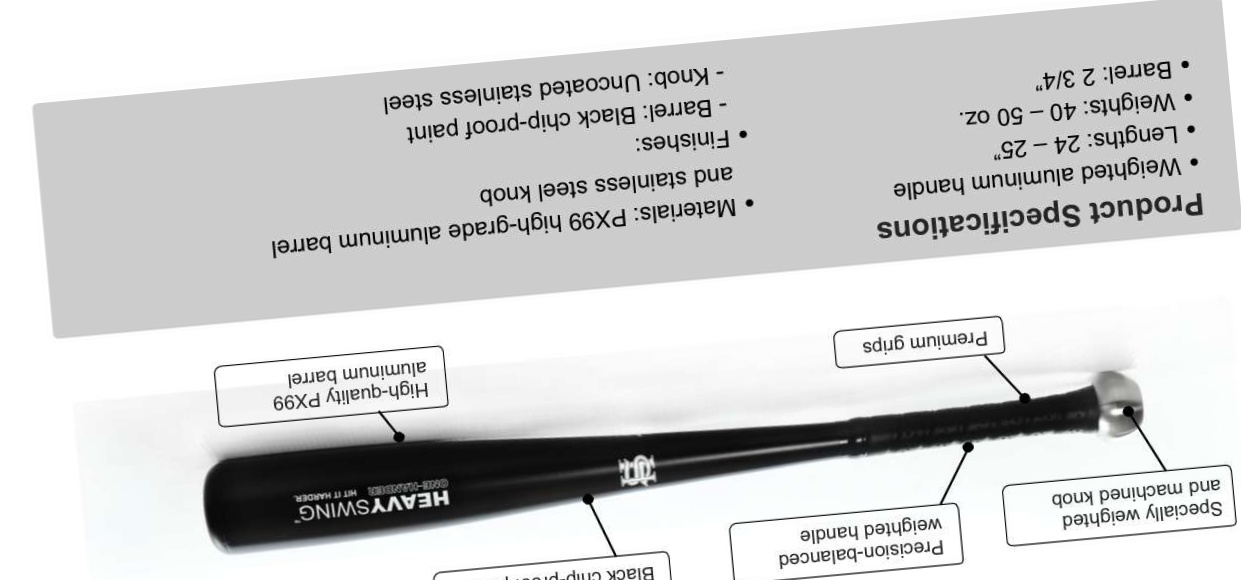 Specially weighted
and machined knob
Precision-balanced
weighted handle
Black chip-proof
HEAVYSWING™
ONE-HANDER HIT IT HARDER.
Premium grips
High-quality PX99
aluminum barrel
Product Specifications
• Weighted aluminum handle
• Lengths: 24 – 25"
• Weights: 40 – 50 oz.
• Barrel: 2 3/4"
• Materials: PX99 high-grade aluminum barrel
and stainless steel knob
• Finishes:
- Barrel: Black chip-proof paint
- Knob: Uncoated stainless steel